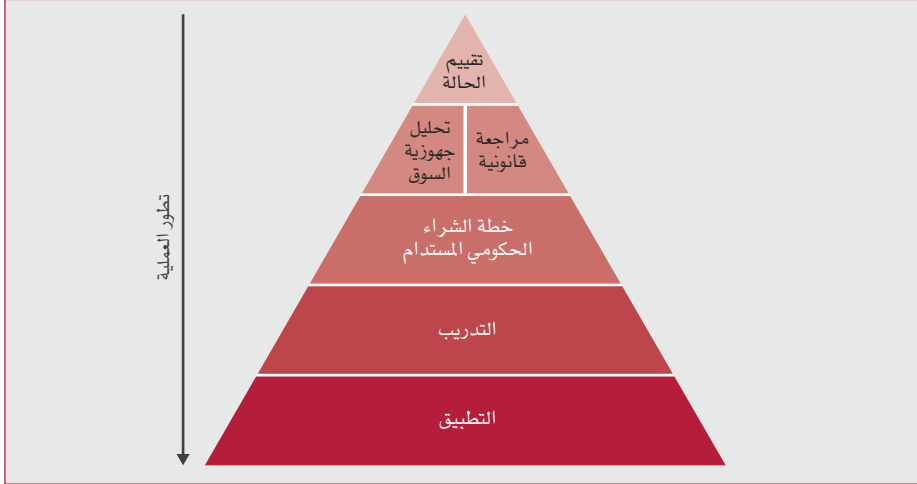 تقييم
الحالة
مراجعة
قانونية
تحليل
جهوزية
السوق
خطة الشراء
الحكومي المستدام
التدريب
التطبيق
تطور العملية